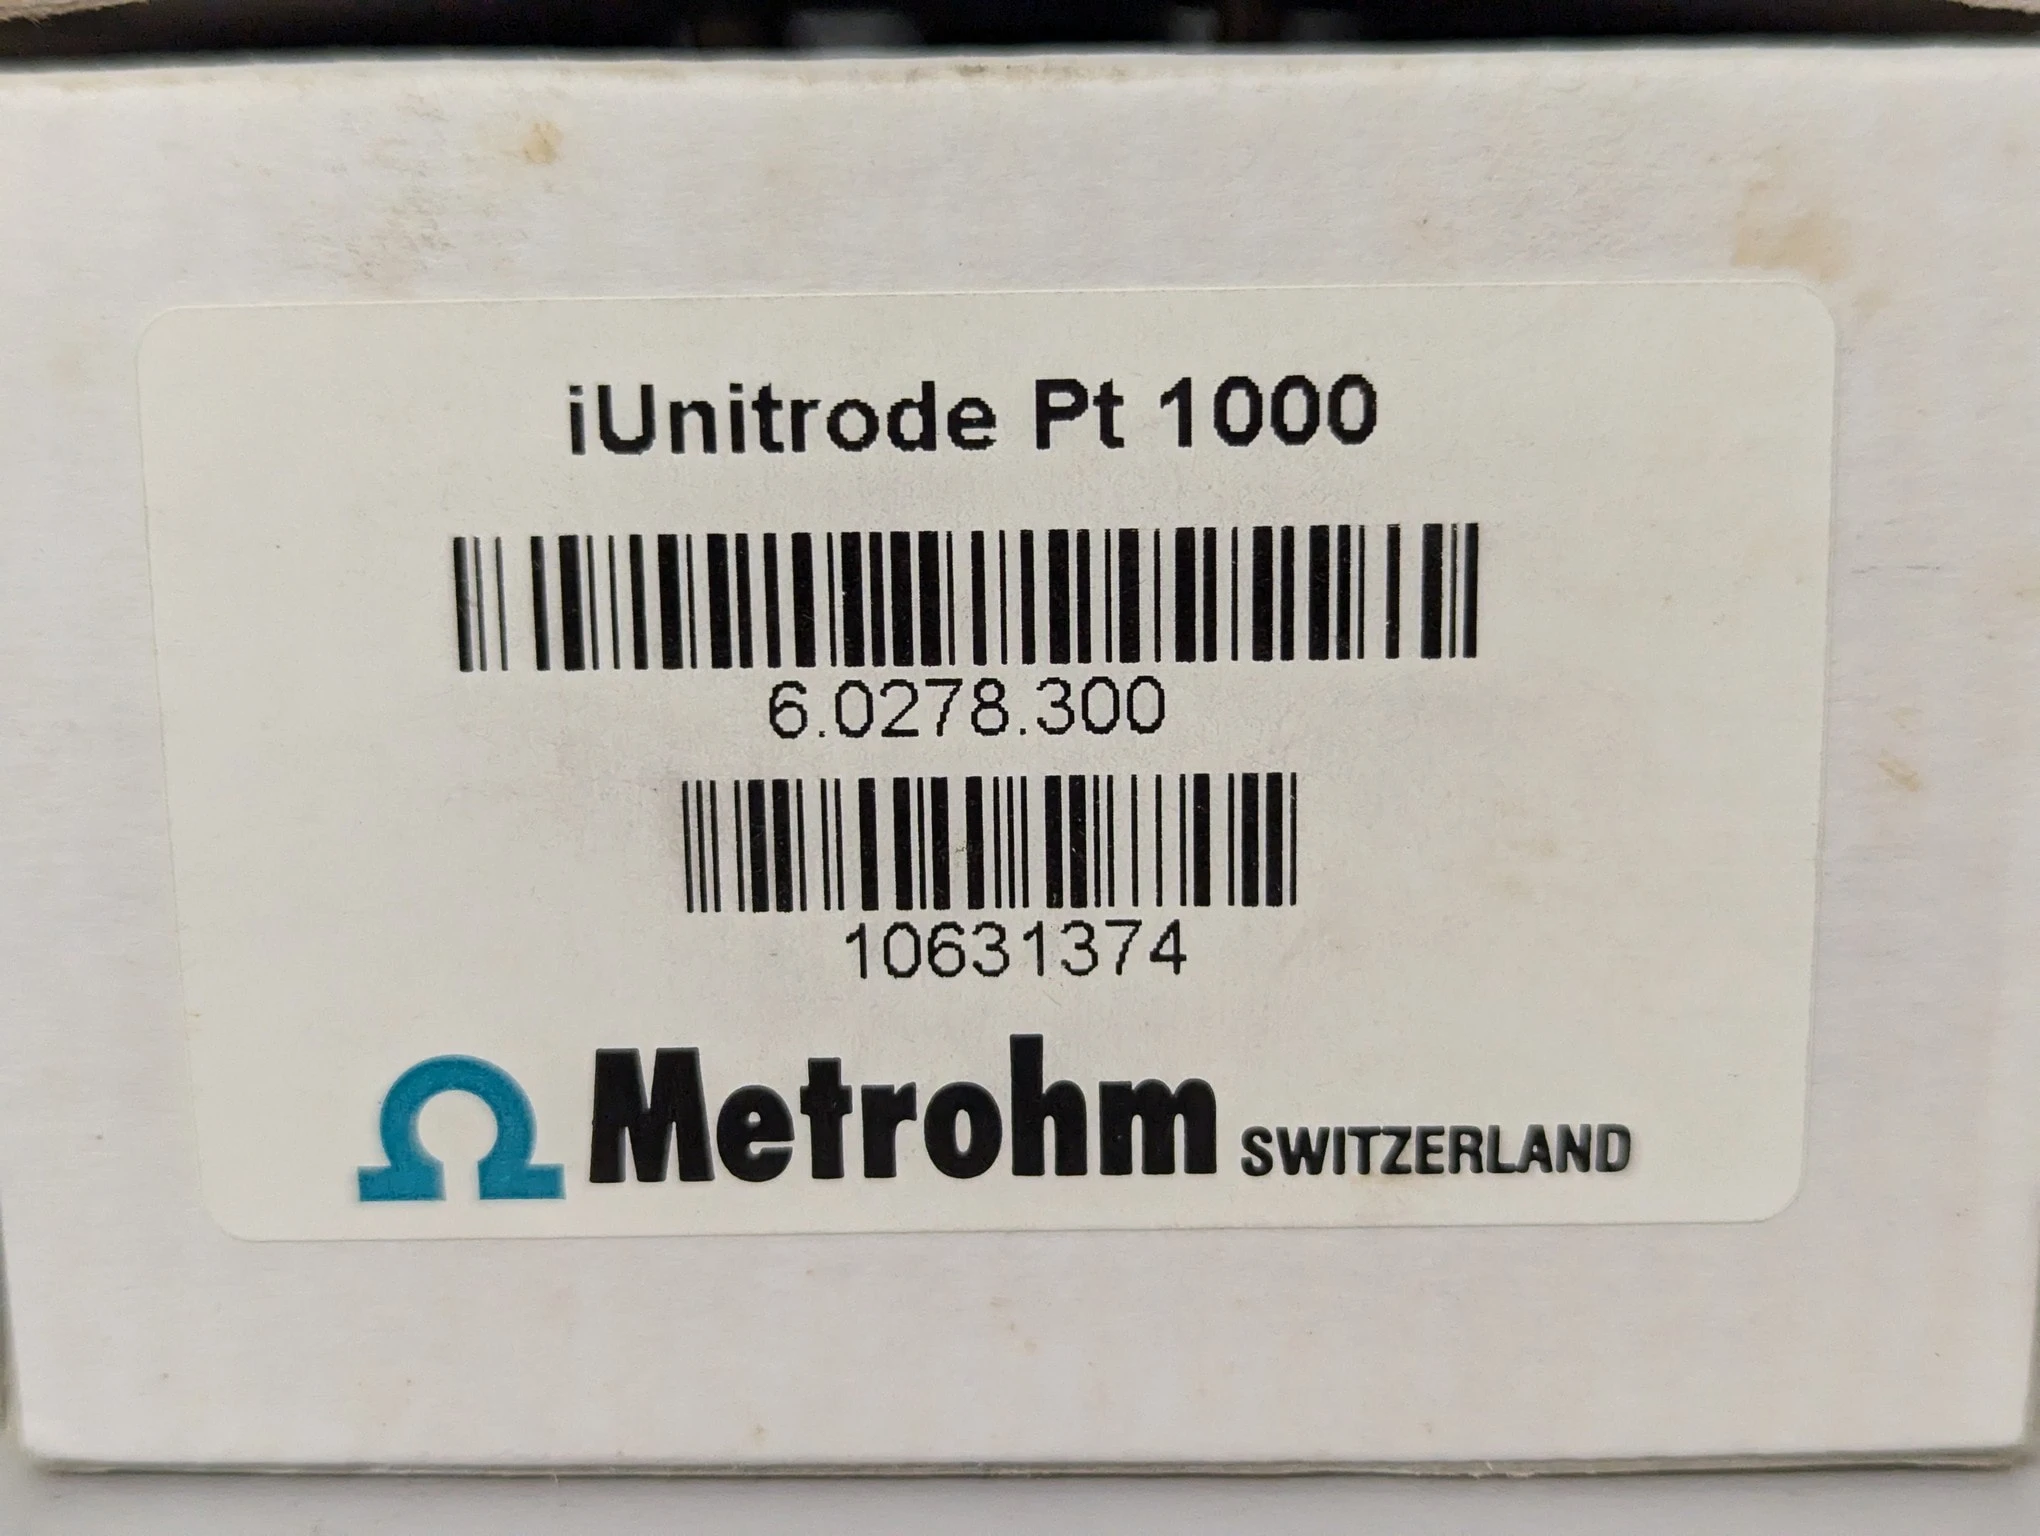 iUnitrode Pt 1000
6.0278.300
10631374
Ω Metrohm SWITZERLAND